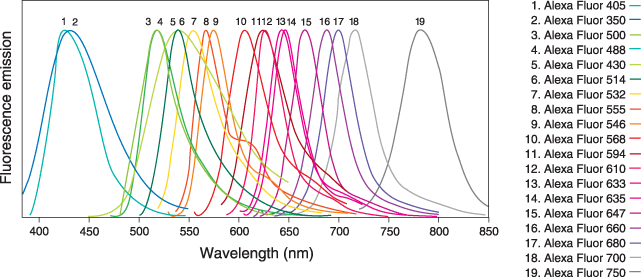 1 2 3 4 5 6 7 8 9 10 11 12 13 14 15 16 17 18 19
Fluorescence emission
400 450 500 550 600 650 700 750 800 850
Wavelength (nm)
1. Alexa Fluor 405
2. Alexa Fluor 350
3. Alexa Fluor 500
4. Alexa Fluor 488
5. Alexa Fluor 430
6. Alexa Fluor 514
7. Alexa Fluor 532
8. Alexa Fluor 555
9. Alexa Fluor 546
10. Alexa Fluor 568
11. Alexa Fluor 594
12. Alexa Fluor 610
13. Alexa Fluor 633
14. Alexa Fluor 635
15. Alexa Fluor 647
16. Alexa Fluor 660
17. Alexa Fluor 680
18. Alexa Fluor 700
19. Alexa Fluor 750